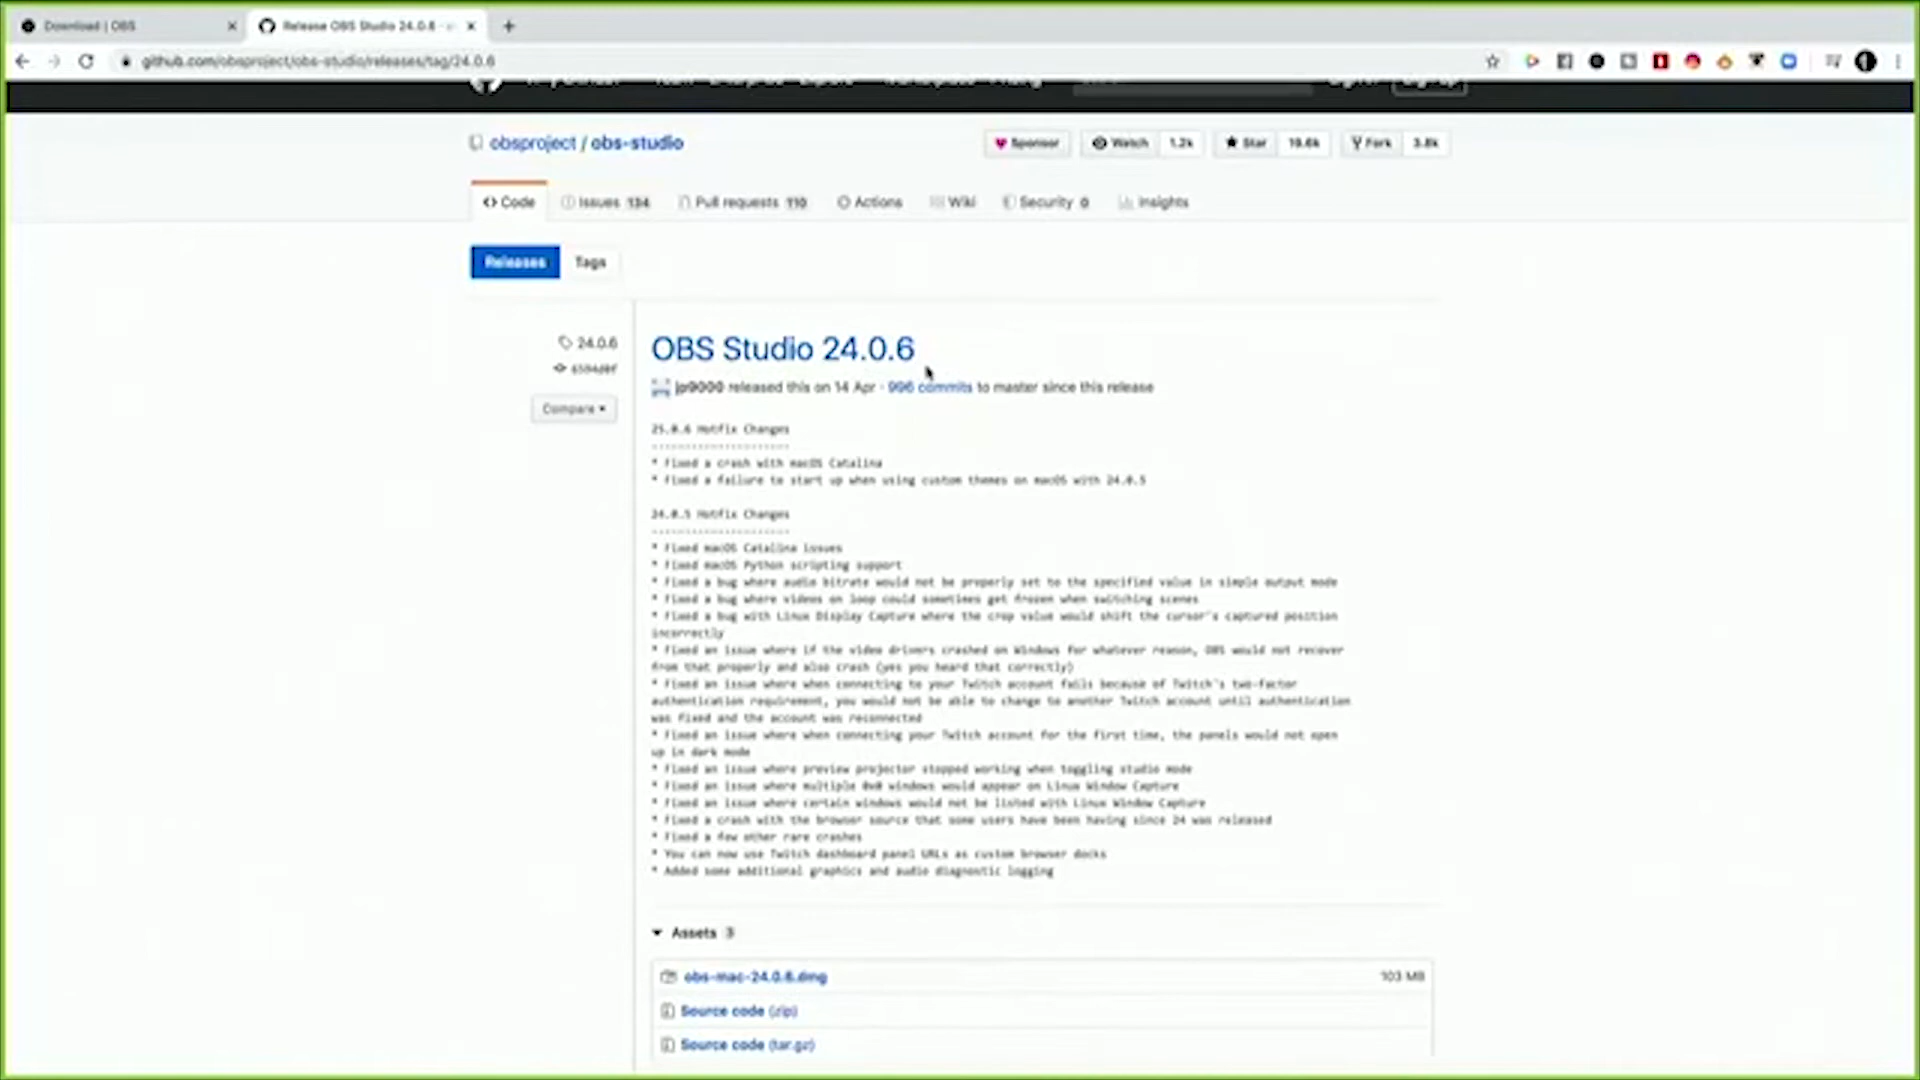 Download | OBS
Release OBS Studio 24.0.6 -
github.com/obsproject/obs-studio/releases/tag/24.0.6
obsproject / obs-studio
Sponsor
Watch 1.2k
Star 19.6k
Fork 3.8k
Code
Issues 134
Pull requests 110
Actions
Wiki
Security 0
Insights
Releases
Tags
24.0.6
Compare
OBS Studio 24.0.6
jp9000 released this on 14 Apr · 996 commits to master since this release
25.0.6 Hotfix Changes
-----------------------
* Fixed a crash with macOS Catalina
* Fixed a failure to start up when using custom themes on macOS with 24.0.5
24.0.5 Hotfix Changes
-----------------------
* Fixed macOS Catalina issues
* Fixed macOS Python scripting support
* Fixed a bug where audio bitrate would not be properly set to the specified value in simple output mode
* Fixed a bug where videos on loop could sometimes get frozen when switching scenes
* Fixed a bug with Linux Display Capture where the crop value would shift the cursor's captured position
incorrectly
* Fixed an issue where if the video drivers crashed on Windows for whatever reason, OBS would not recover
from that properly and also crash (yes you heard that correctly)
* Fixed an issue where when connecting to your Twitch account fails because of Twitch's two-factor
authentication requirement, you would not be able to change to another Twitch account until authentication
was fixed and the account was reconnected
* Fixed an issue where when connecting your Twitch account for the first time, the panels would not open
up in dark mode
* Fixed an issue where preview projector stopped working when toggling studio mode
* Fixed an issue where multiple 0x0 windows would appear on Linux Window Capture
* Fixed an issue where certain windows would not be listed with Linux Window Capture
* Fixed a crash with the browser source that some users have been having since 24 was released
* Fixed a few other rare crashes
* You can now use Twitch dashboard panel URLs as custom browser docks
* Added some additional graphics and audio diagnostic logging
Assets 3
obs-mac-24.0.6.dmg
103 MB
Source code (zip)
Source code (tar.gz)